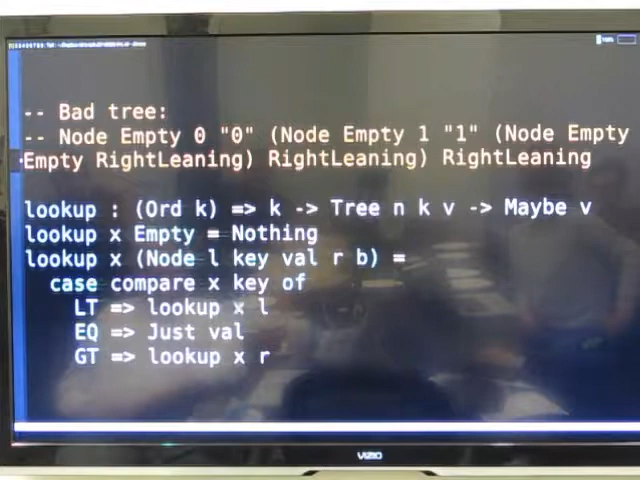 -- Bad tree:
-- Node Empty 0 "0" (Node Empty 1 "1" (Node Empty
Empty RightLeaning) RightLeaning) RightLeaning
lookup : (Ord k) => k -> Tree n k v -> Maybe v
lookup x Empty = Nothing
lookup x (Node l key val r b) =
case compare x key of
LT => lookup x l
EQ => Just val
GT => lookup x r
VIZIO